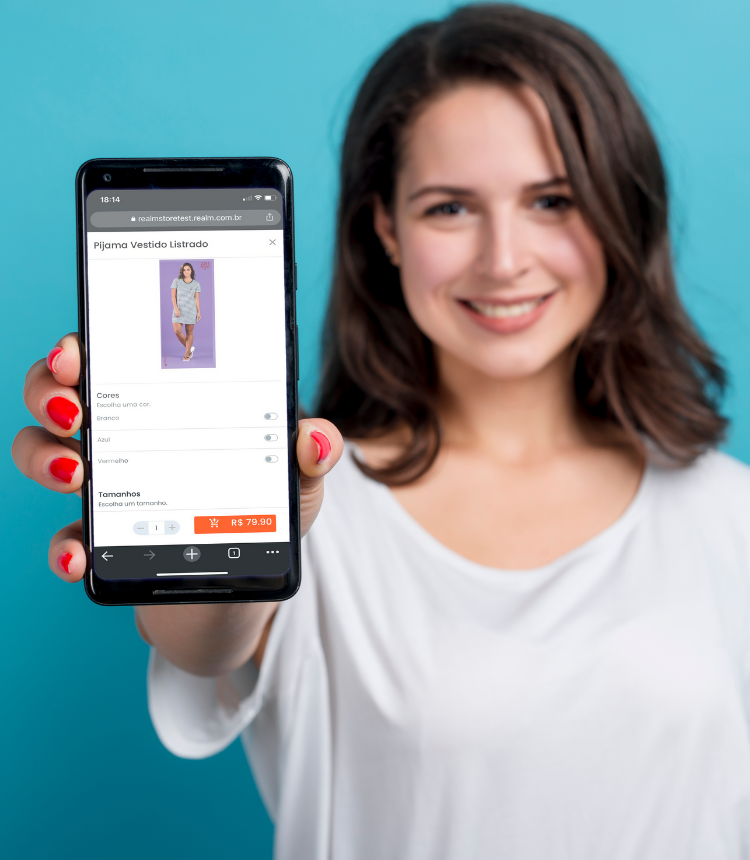 18:14
realmstoretest.realm.com.br
Pijama Vestido Listrado
Cores
Escolha uma cor.
Branco
Azul
Vermelho
Tamanhos
Escolha um tamanho.
1
R$ 79.90
1